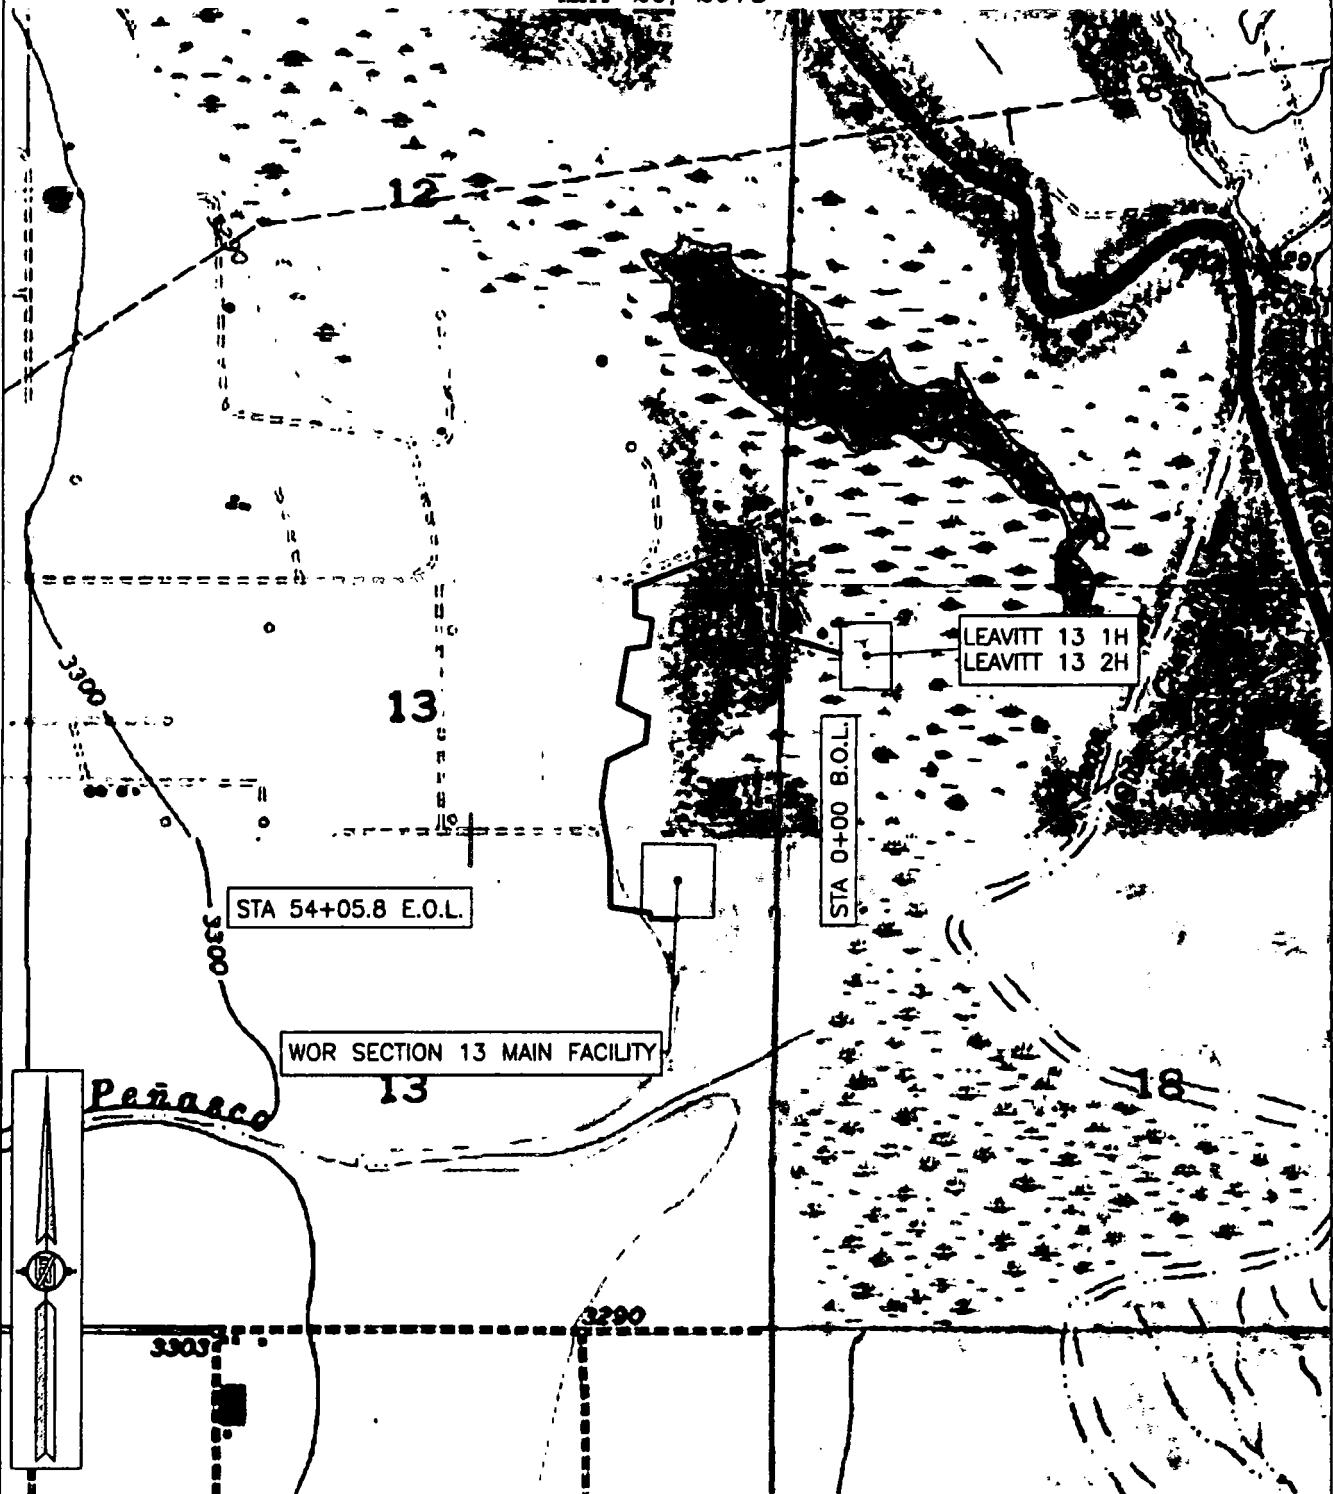 12
LEAVITT 13 1H
LEAVITT 13 2H
3300
13
STA 0+00 B.O.L.
STA 54+05.8 E.O.L.
3300
WOR SECTION 13 MAIN FACILITY
13
18
Peñasco
3290
3303